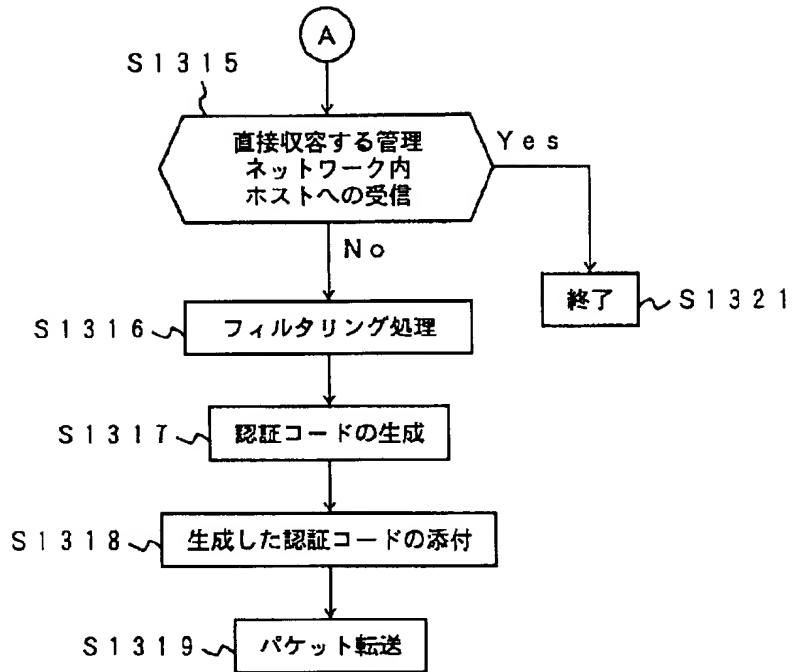 A
S1315
直接収容する管理
ネットワーク内
ホストへの受信
Yes
No
終了
S1321
S1316
フィルタリング処理
S1317
認証コードの生成
S1318
生成した認証コードの添付
S1319
パケット転送